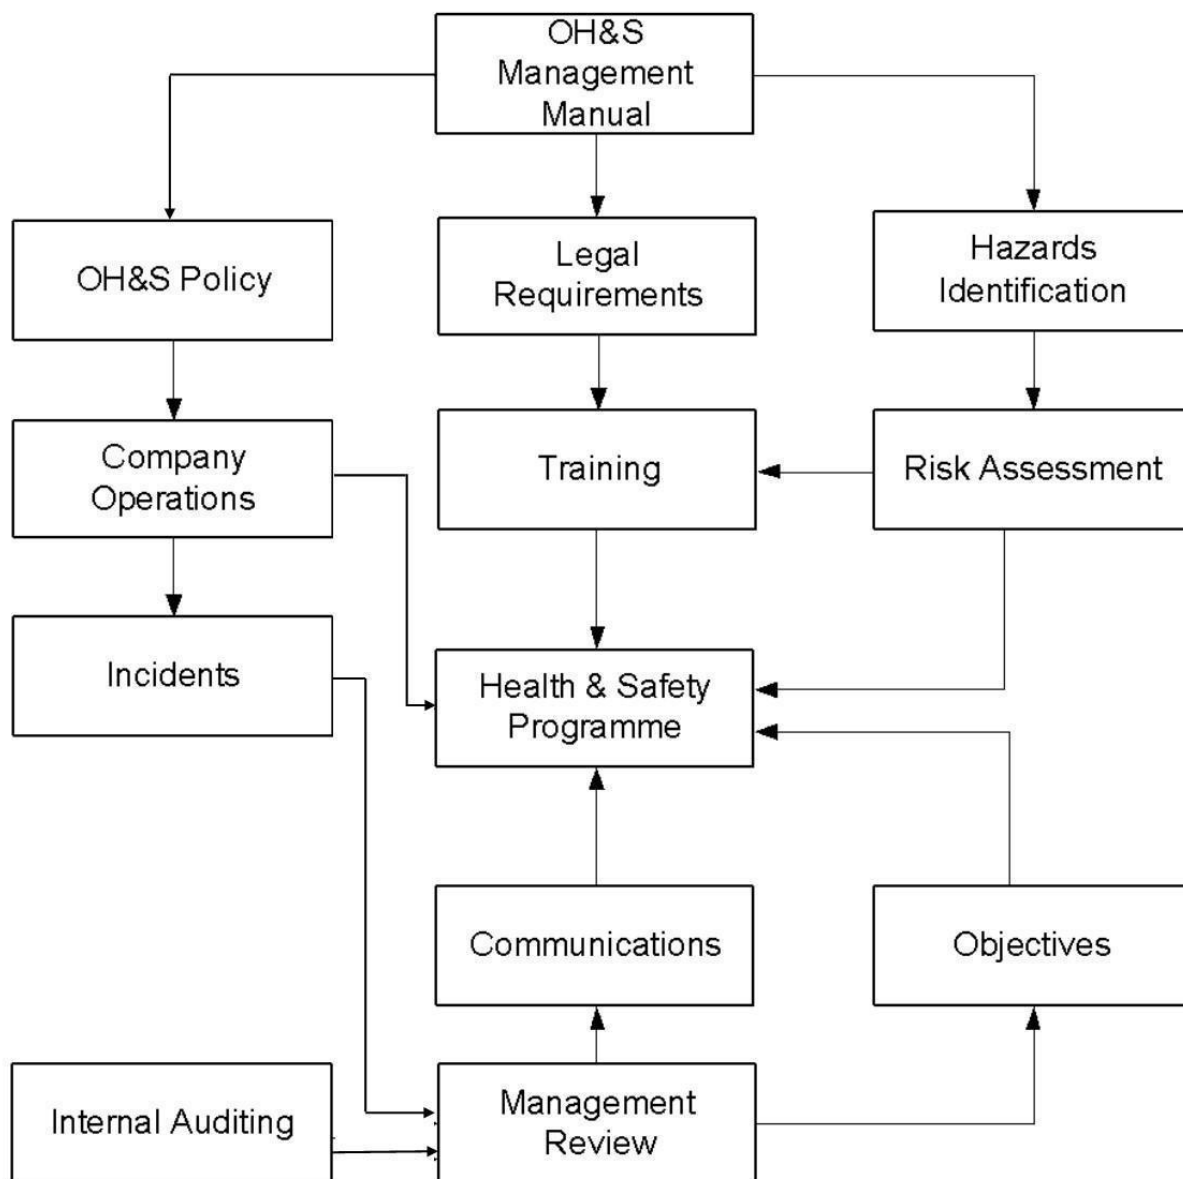 OH&S
Management
Manual
OH&S Policy
Legal
Requirements
Hazards
Identification
Company
Operations
Training
Risk Assessment
Incidents
Health & Safety
Programme
Communications
Objectives
Internal Auditing
Management
Review